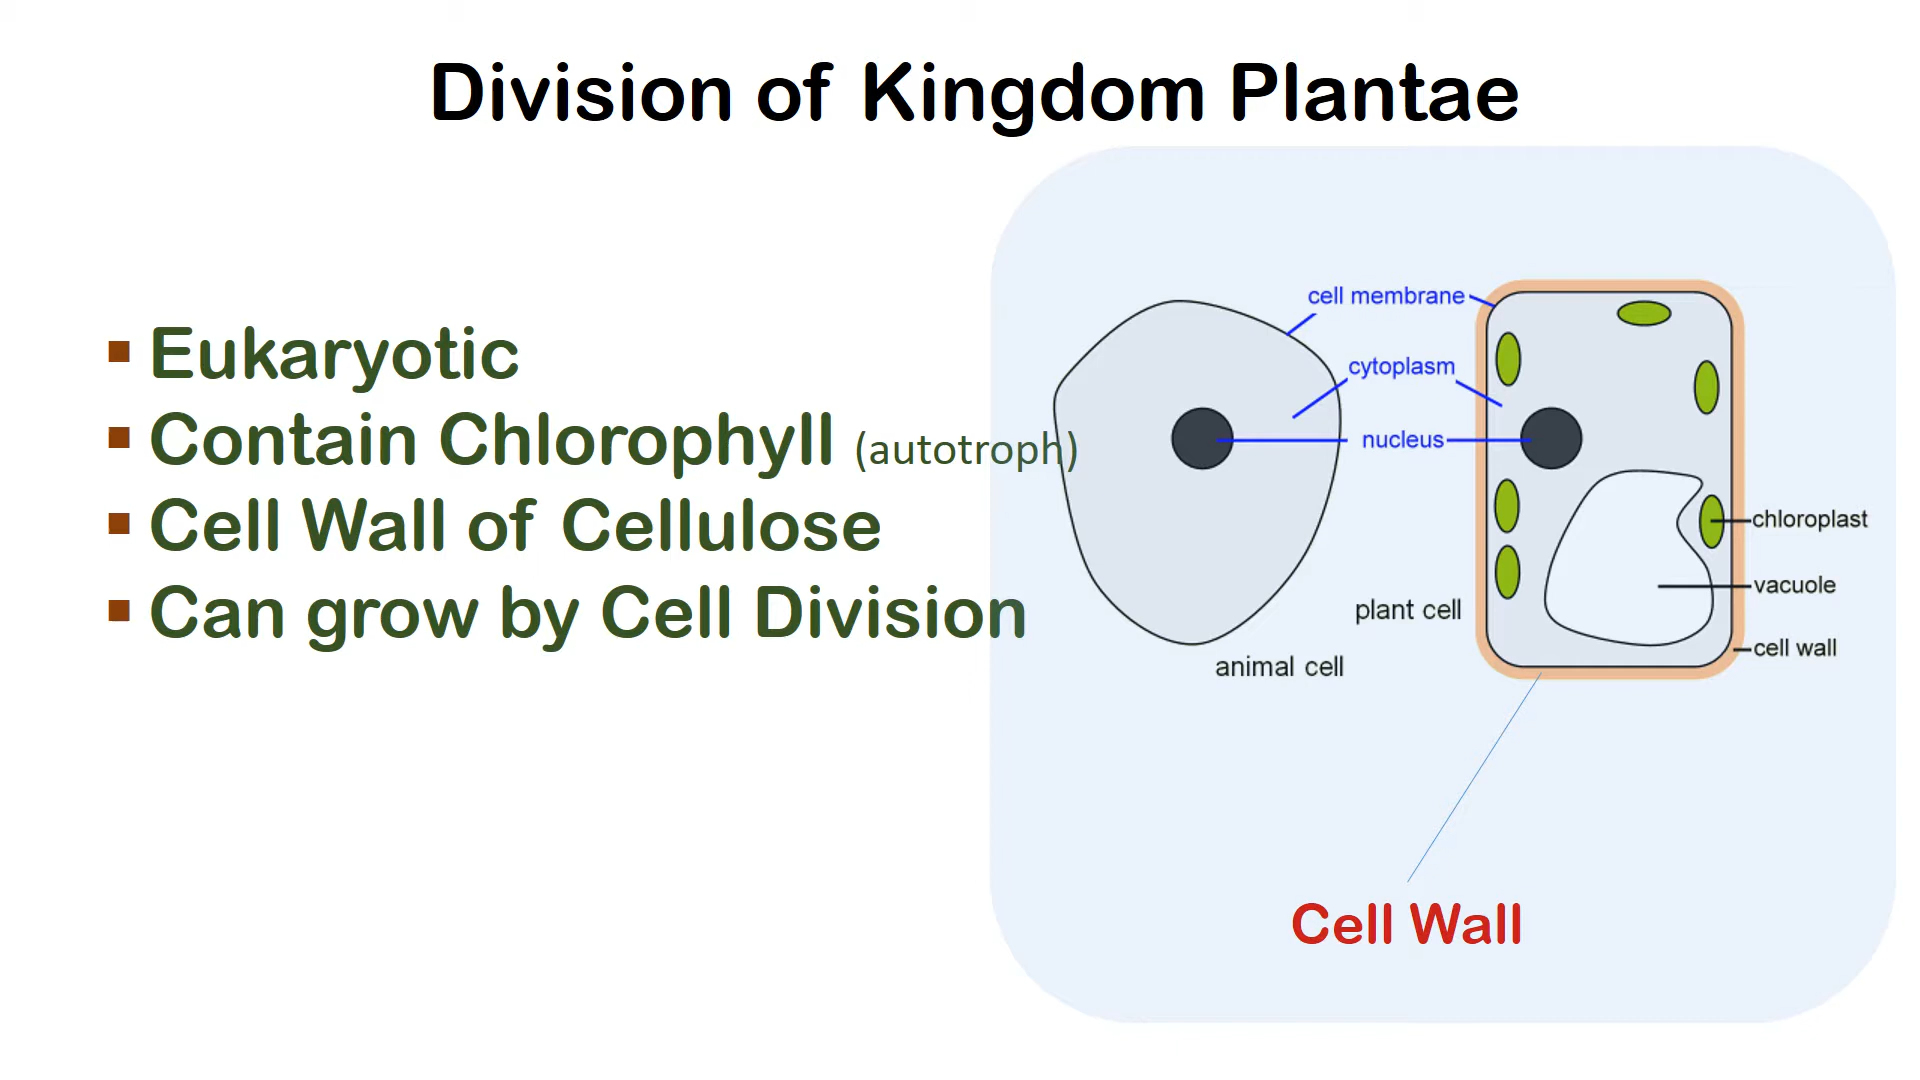 Division of Kingdom Plantae
▪ Eukaryotic
▪ Contain Chlorophyll (autotroph)
▪ Cell Wall of Cellulose
▪ Can grow by Cell Division
cell membrane
cytoplasm
nucleus
chloroplast
vacuole
plant cell
cell wall
animal cell
Cell Wall